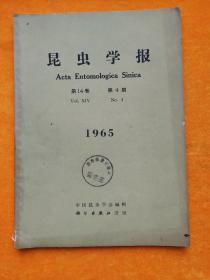 昆虫学报
Acta Entomologica Sinica
第14卷 第4期
Vol. XIV No. 4
1965
中国昆虫学会编辑
科学出版社出版